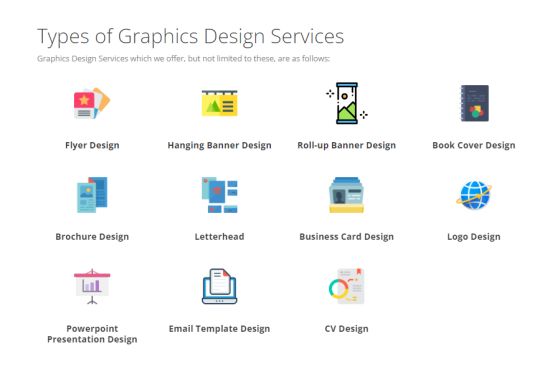 Types of Graphics Design Services
Graphics Design Services which we offer, but not limited to these, are as follows:
Flyer Design
Hanging Banner Design
Roll-up Banner Design
Book Cover Design
Brochure Design
Letterhead
Business Card Design
Logo Design
Powerpoint
Presentation Design
Email Template Design
CV Design